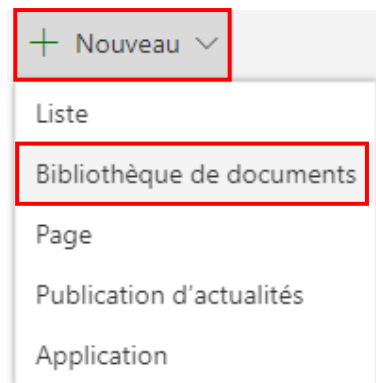 + Nouveau
Liste
Bibliothèque de documents
Page
Publication d'actualités
Application